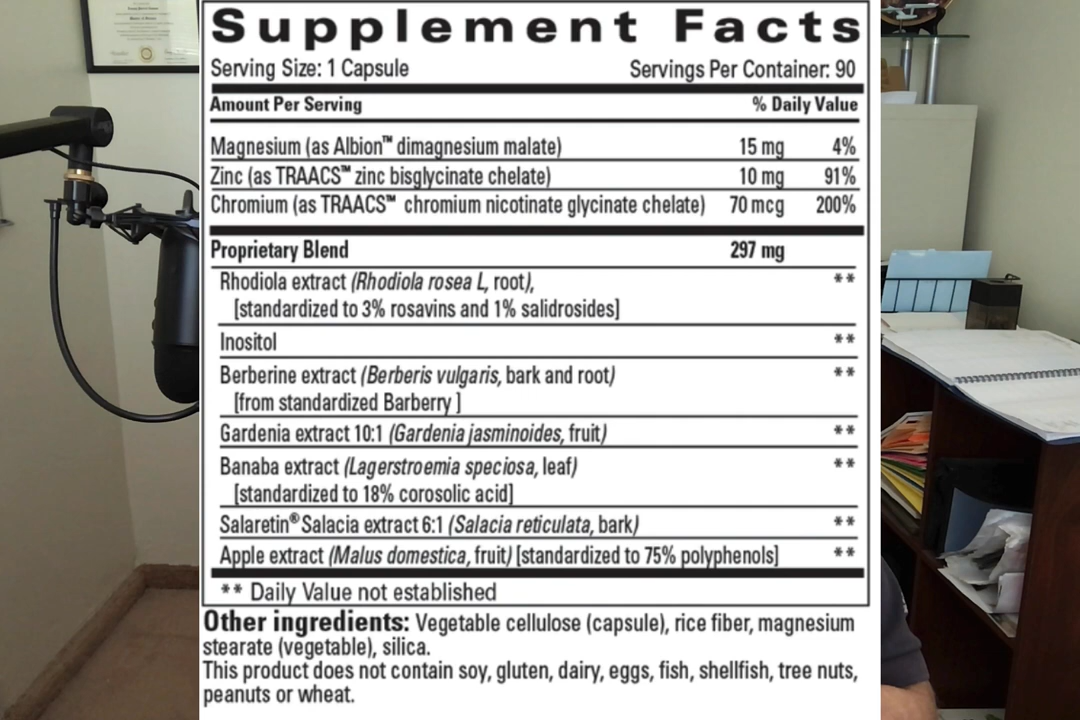 Supplement Facts
Serving Size: 1 Capsule Servings Per Container: 90
Amount Per Serving % Daily Value
Magnesium (as Albion™ dimagnesium malate) 15 mg 4%
Zinc (as TRAACS™ zinc bisglycinate chelate) 10 mg 91%
Chromium (as TRAACS™ chromium nicotinate glycinate chelate) 70 mcg 200%
Proprietary Blend 297 mg
Rhodiola extract (Rhodiola rosea L, root), **
[standardized to 3% rosavins and 1% salidrosides]
Inositol **
Berberine extract (Berberis vulgaris, bark and root) **
[from standardized Barberry ]
Gardenia extract 10:1 (Gardenia jasminoides, fruit) **
Banaba extract (Lagerstroemia speciosa, leaf) **
[standardized to 18% corosolic acid]
Salaretin® Salacia extract 6:1 (Salacia reticulata, bark) **
Apple extract (Malus domestica, fruit) [standardized to 75% polyphenols] **
** Daily Value not established
Other ingredients: Vegetable cellulose (capsule), rice fiber, magnesium
stearate (vegetable), silica.
This product does not contain soy, gluten, dairy, eggs, fish, shellfish, tree nuts,
peanuts or wheat.